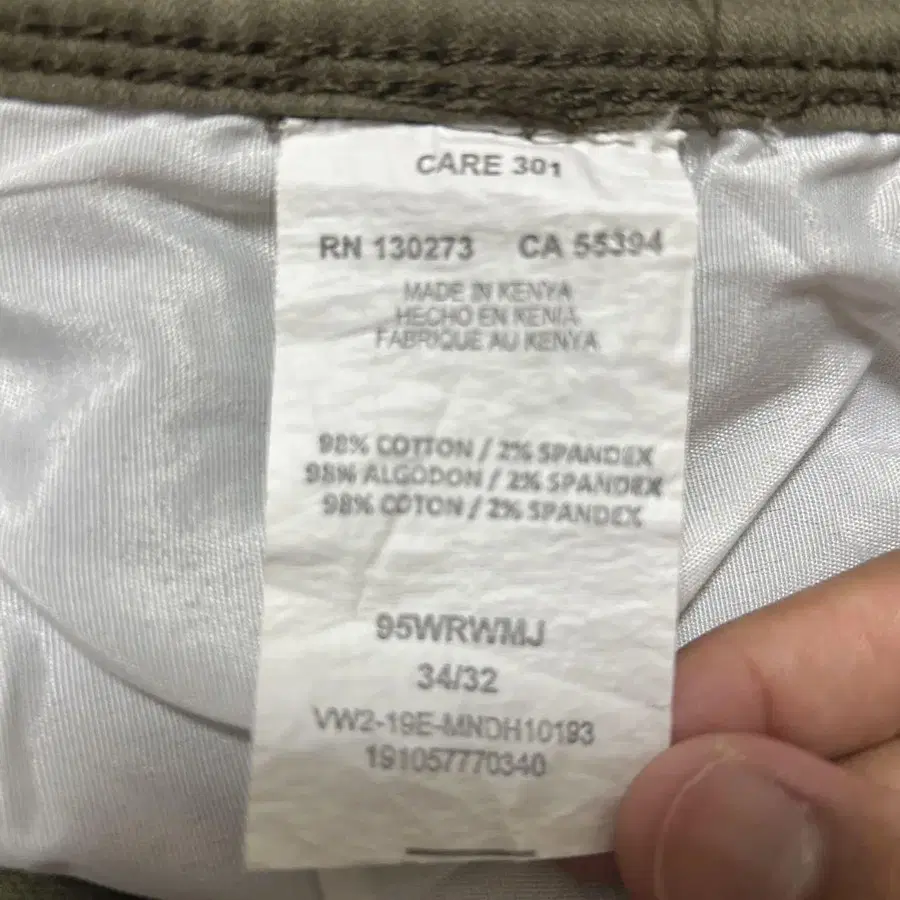 CARE 301
RN 130273 CA 55394
MADE IN KENYA
HECHO EN KENIA
FABRIQUE AU KENYA
98% COTTON / 2% SPANDEX
98% ALGODON / 2% SPANDEX
98% COTON / 2% SPANDEX
95WRWMJ
34/32
VW2-19E-MNDH10193
191057770340